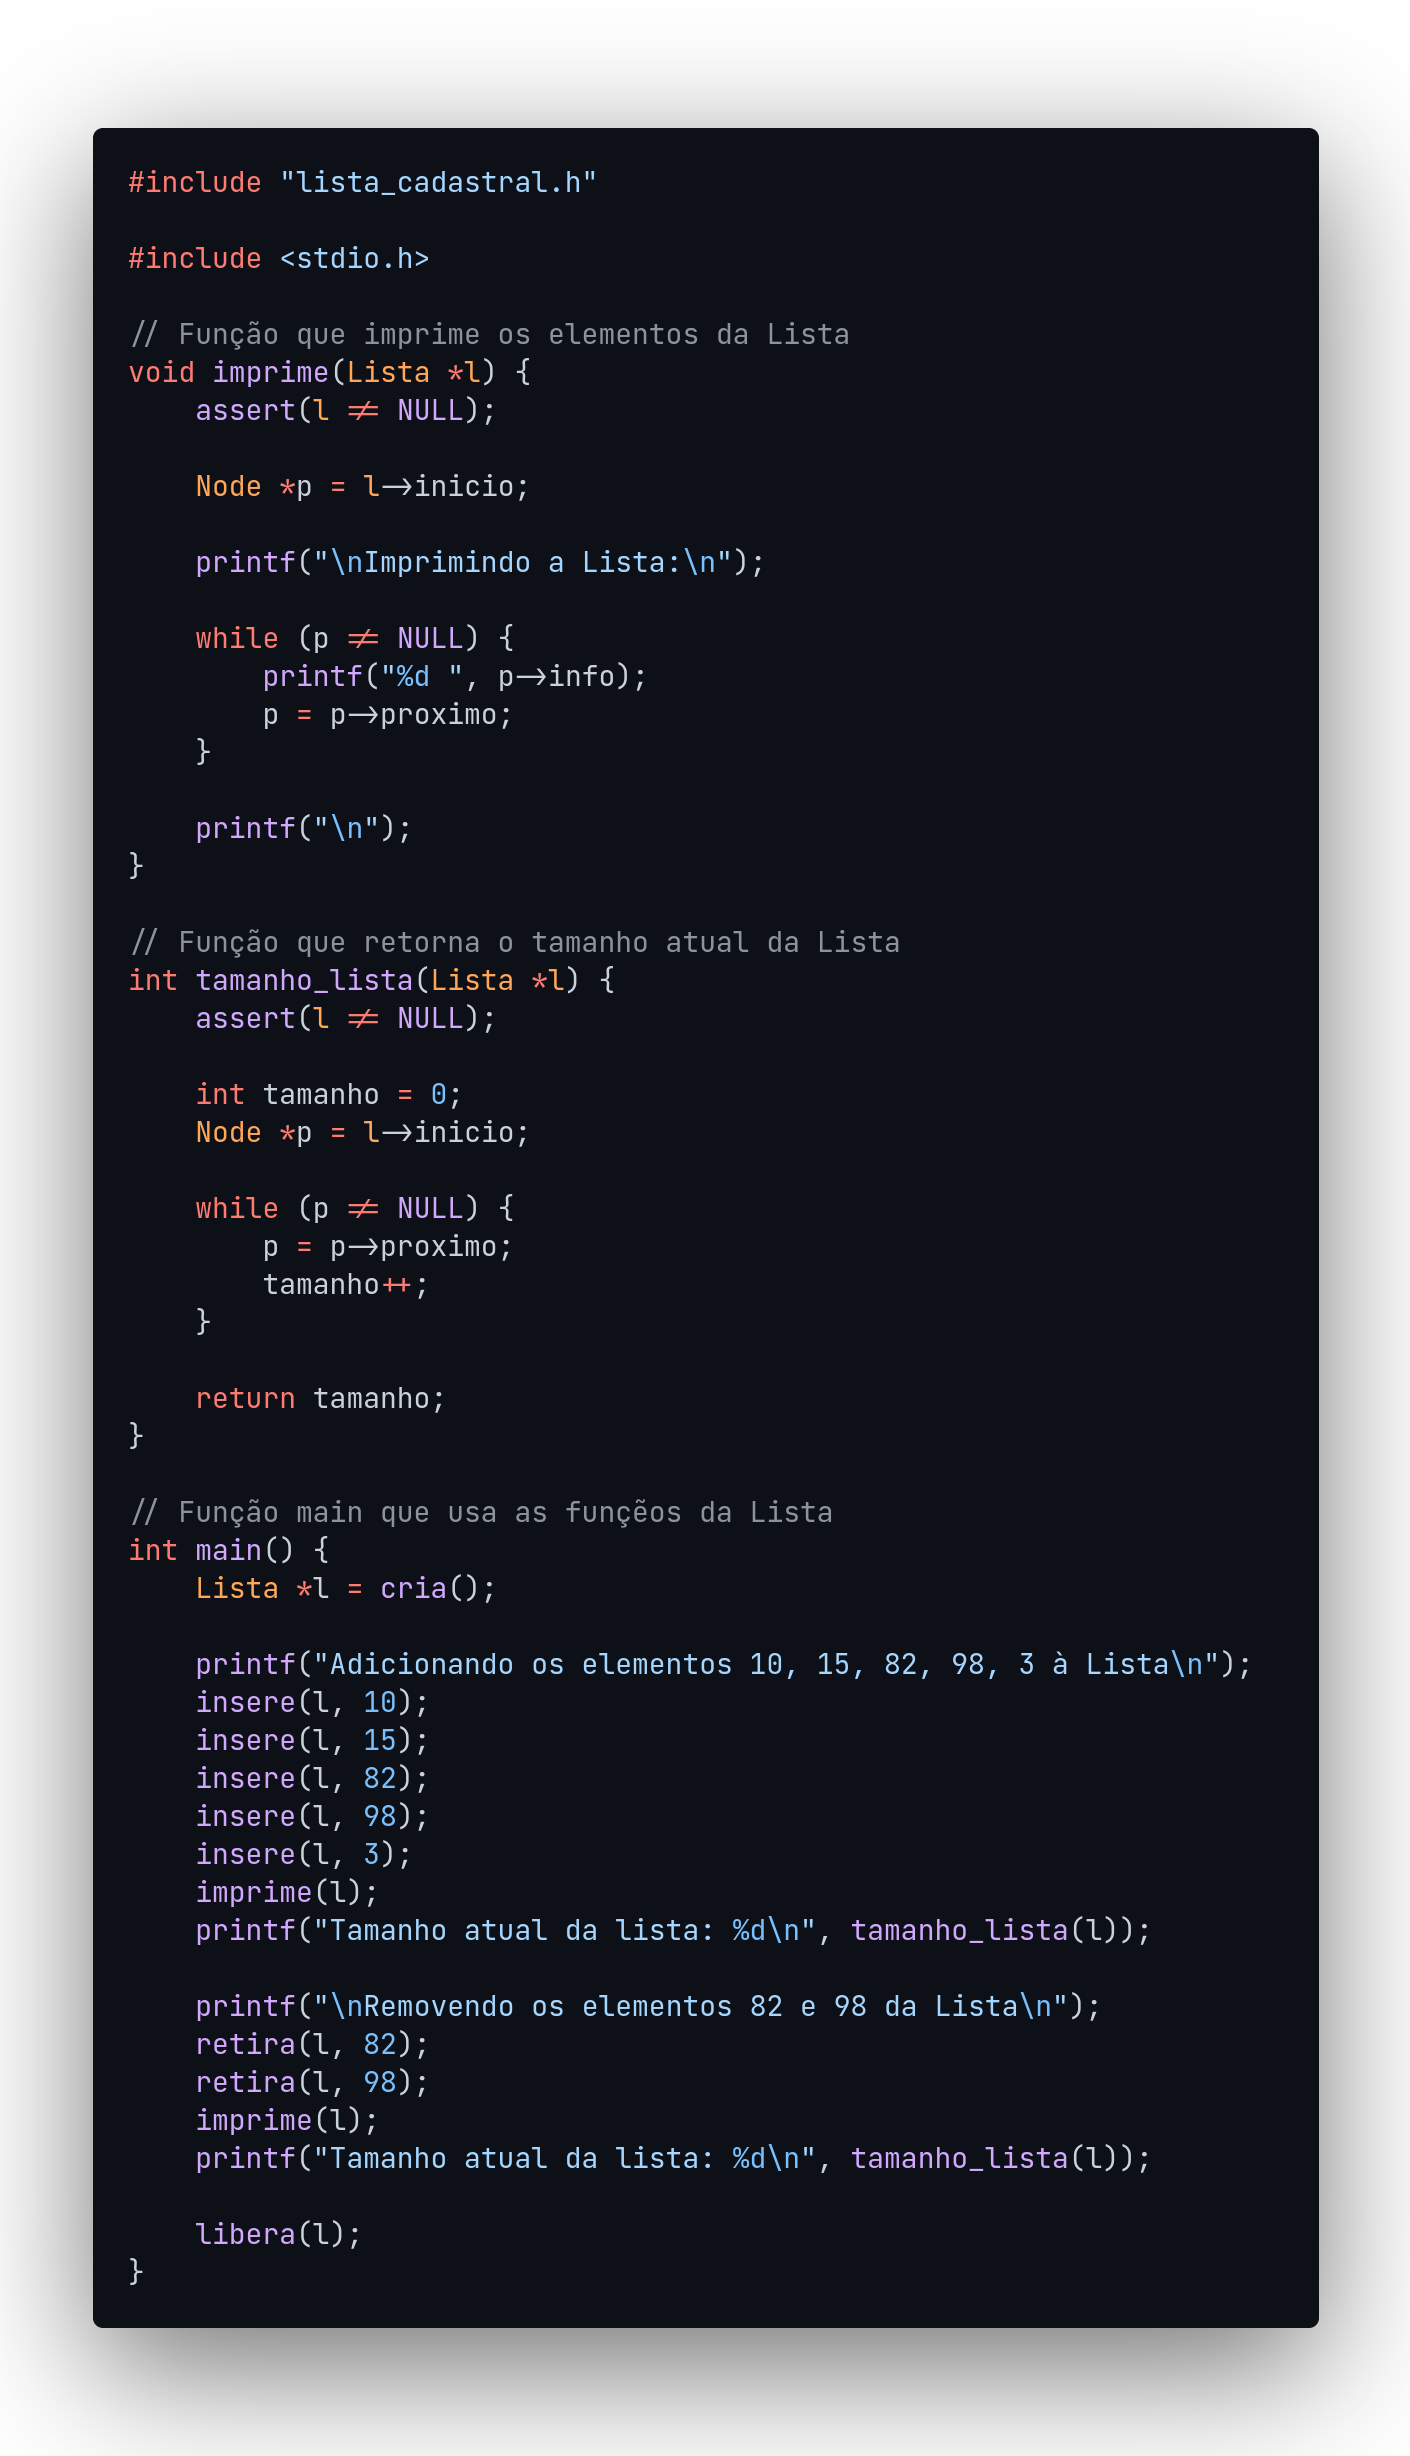 #include "lista_cadastral.h"
#include <stdio.h>
// Função que imprime os elementos da Lista
void imprime(Lista *l) {
    assert(l != NULL);
    Node *p = l->inicio;
    printf("\nImprimindo a Lista:\n");
    while (p != NULL) {
        printf("%d ", p->info);
        p = p->proximo;
    }
    printf("\n");
}
// Função que retorna o tamanho atual da Lista
int tamanho_lista(Lista *l) {
    assert(l != NULL);
    int tamanho = 0;
    Node *p = l->inicio;
    while (p != NULL) {
        p = p->proximo;
        tamanho++;
    }
    return tamanho;
}
// Função main que usa as funçẽos da Lista
int main() {
    Lista *l = cria();
    printf("Adicionando os elementos 10, 15, 82, 98, 3 à Lista\n");
    insere(l, 10);
    insere(l, 15);
    insere(l, 82);
    insere(l, 98);
    insere(l, 3);
    imprime(l);
    printf("Tamanho atual da lista: %d\n", tamanho_lista(l));
    printf("\nRemovendo os elementos 82 e 98 da Lista\n");
    retira(l, 82);
    retira(l, 98);
    imprime(l);
    printf("Tamanho atual da lista: %d\n", tamanho_lista(l));
    libera(l);
}